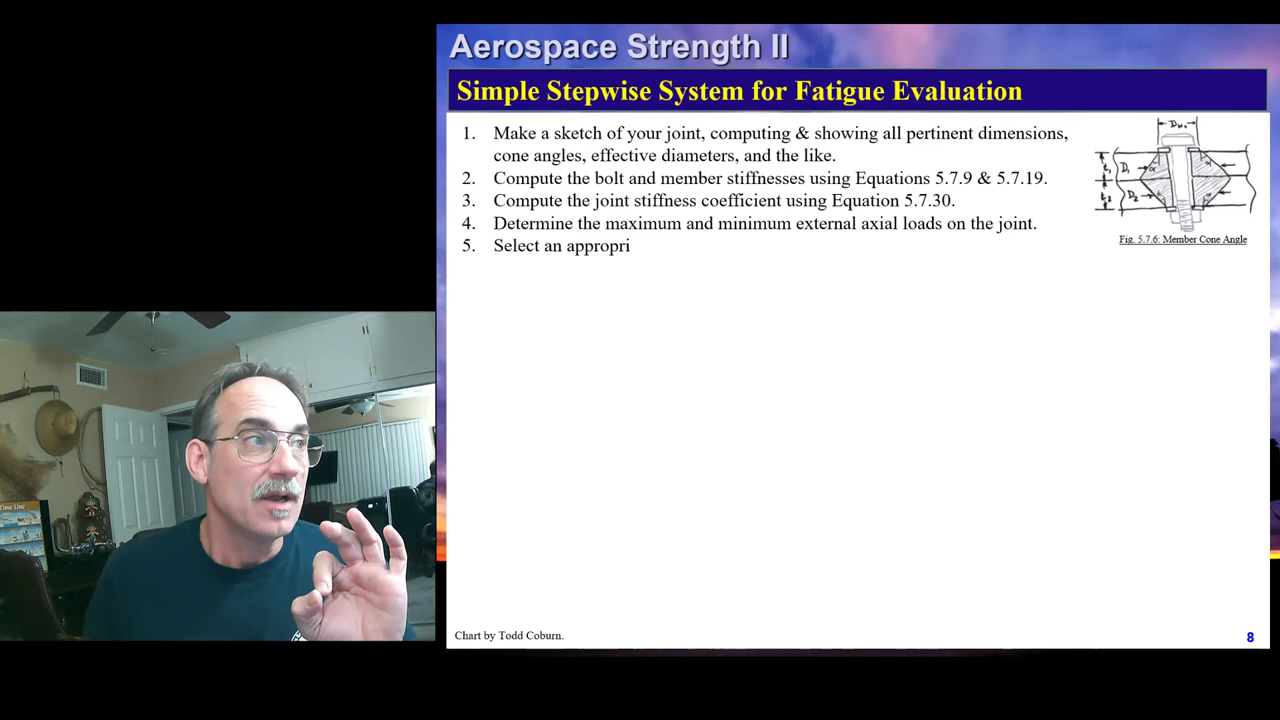 Aerospace Strength II
Simple Stepwise System for Fatigue Evaluation
1. Make a sketch of your joint, computing & showing all pertinent dimensions,
cone angles, effective diameters, and the like.
2. Compute the bolt and member stiffnesses using Equations 5.7.9 & 5.7.19.
3. Compute the joint stiffness coefficient using Equation 5.7.30.
4. Determine the maximum and minimum external axial loads on the joint.
5. Select an appropri
D₁
D₂
Fig. 5.7.6: Member Cone Angle
Time Line
Chart by Todd Coburn.
8